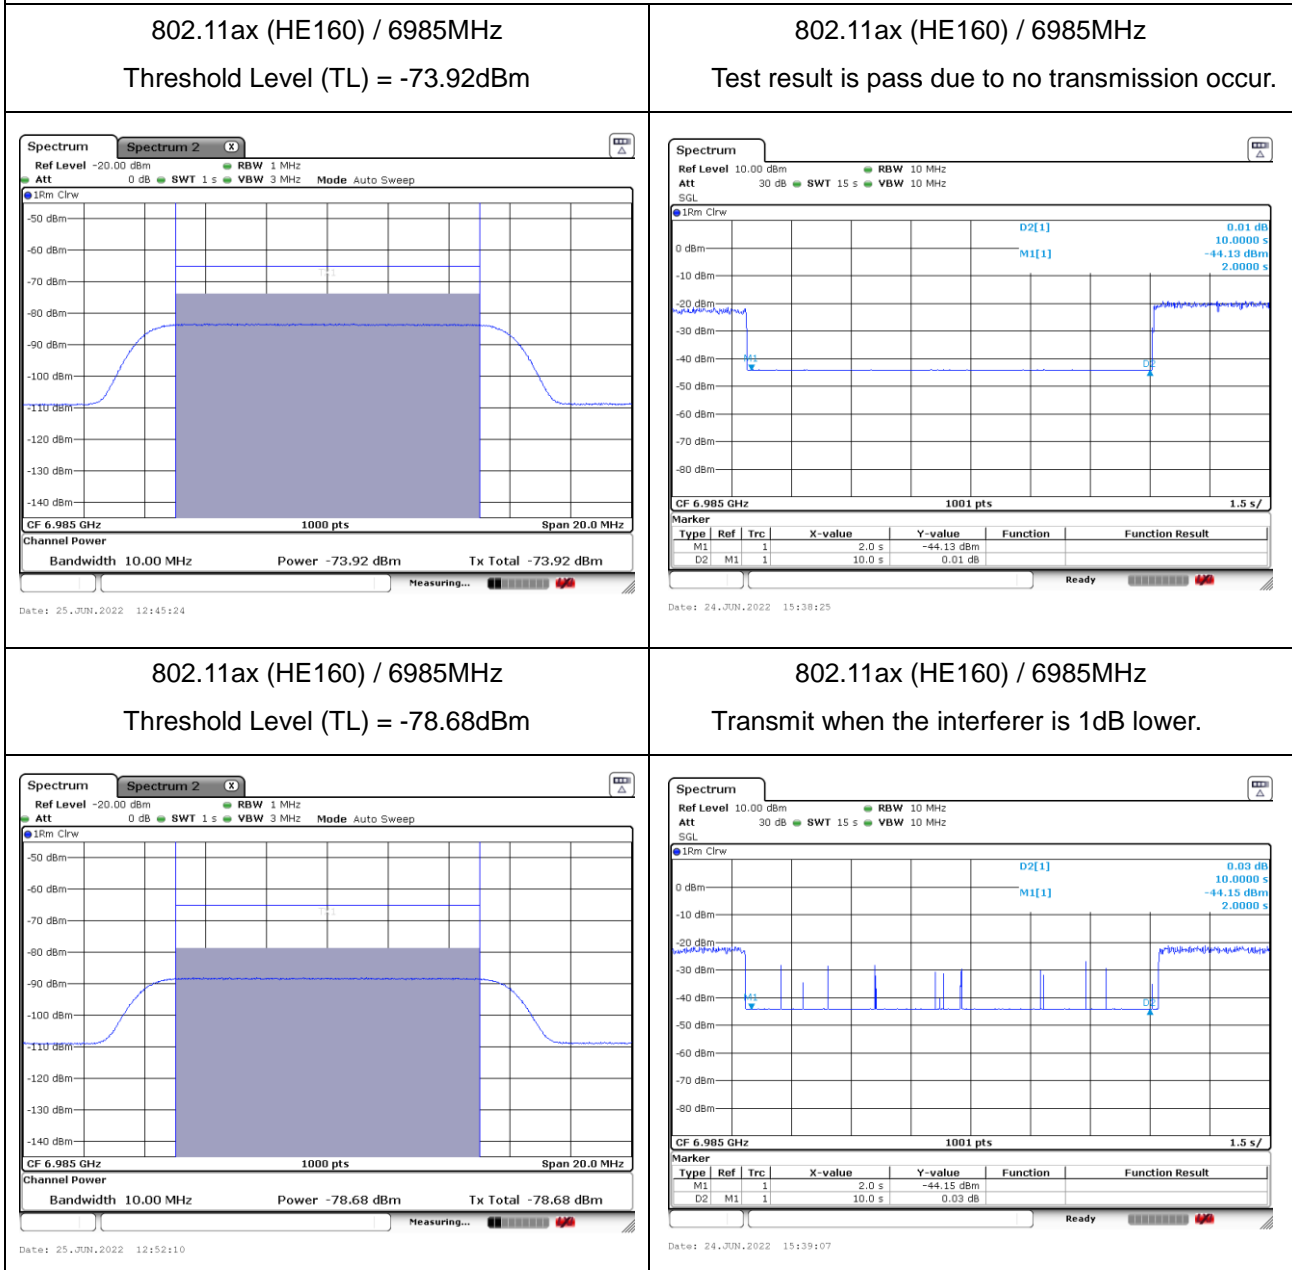 802.11ax (HE160) / 6985MHz
Threshold Level (TL) = -73.92dBm
802.11ax (HE160) / 6985MHz
Test result is pass due to no transmission occur.
Spectrum
Spectrum 2
X
Ref Level -20.00 dBm
RBW 1 MHz
Att 0 dB
SWT 1 s
VBW 3 MHz
Mode Auto Sweep
1Rm Clrw
-50 dBm
-60 dBm
-70 dBm
-80 dBm
-90 dBm
-100 dBm
-110 dBm
-120 dBm
-130 dBm
-140 dBm
CF 6.985 GHz
1000 pts
Span 20.0 MHz
Channel Power
Bandwidth 10.00 MHz
Power -73.92 dBm
Tx Total -73.92 dBm
Measuring...
Date: 25.JUN.2022 12:45:24
Spectrum
Ref Level 10.00 dBm
RBW 10 MHz
Att 30 dB
SWT 15 s
VBW 10 MHz
SGL
1Rm Clrw
D2[1]
0.01 dB
10.0000 s
M1[1]
-44.13 dBm
2.0000 s
0 dBm
-10 dBm
-20 dBm
-30 dBm
-40 dBm
-50 dBm
-60 dBm
-70 dBm
-80 dBm
M1
D2
CF 6.985 GHz
1001 pts
1.5 s/
Marker
Type Ref Trc X-value Y-value Function Function Result
M1 1 2.0 s -44.13 dBm
D2 M1 1 10.0 s 0.01 dB
Ready
Date: 24.JUN.2022 15:38:25
802.11ax (HE160) / 6985MHz
Threshold Level (TL) = -78.68dBm
802.11ax (HE160) / 6985MHz
Transmit when the interferer is 1dB lower.
Spectrum
Spectrum 2
X
Ref Level -20.00 dBm
RBW 1 MHz
Att 0 dB
SWT 1 s
VBW 3 MHz
Mode Auto Sweep
1Rm Clrw
-50 dBm
-60 dBm
-70 dBm
-80 dBm
-90 dBm
-100 dBm
-110 dBm
-120 dBm
-130 dBm
-140 dBm
CF 6.985 GHz
1000 pts
Span 20.0 MHz
Channel Power
Bandwidth 10.00 MHz
Power -78.68 dBm
Tx Total -78.68 dBm
Measuring...
Date: 25.JUN.2022 12:52:10
Spectrum
Ref Level 10.00 dBm
RBW 10 MHz
Att 30 dB
SWT 15 s
VBW 10 MHz
SGL
1Rm Clrw
D2[1]
0.03 dB
10.0000 s
M1[1]
-44.15 dBm
2.0000 s
0 dBm
-10 dBm
-20 dBm
-30 dBm
-40 dBm
-50 dBm
-60 dBm
-70 dBm
-80 dBm
M1
D2
CF 6.985 GHz
1001 pts
1.5 s/
Marker
Type Ref Trc X-value Y-value Function Function Result
M1 1 2.0 s -44.15 dBm
D2 M1 1 10.0 s 0.03 dB
Ready
Date: 24.JUN.2022 15:39:07